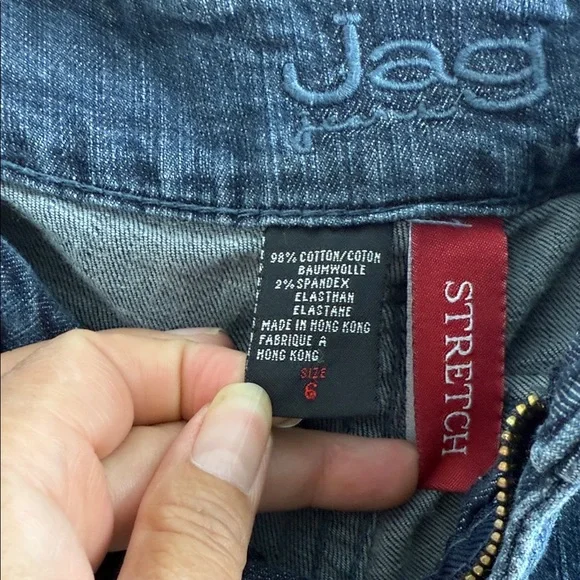 Jag
jeans
98% COTTON/COTON
BAUMWOLLE
2% SPANDEX
ELASTHAN
ELASTANE
MADE IN HONG KONG
FABRIQUE A
HONG KONG
SIZE
6
STRETCH